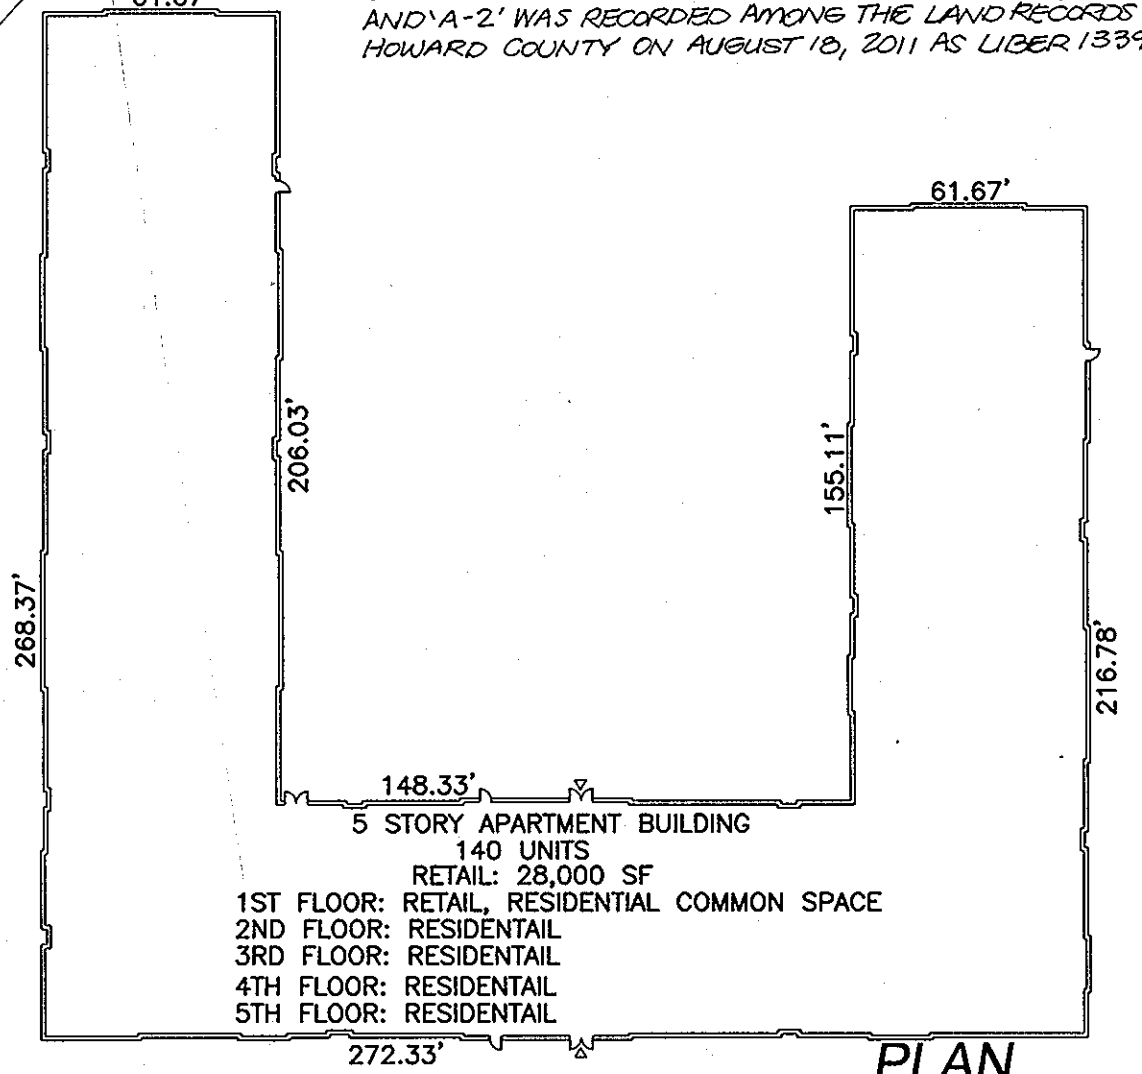 AND 'A-2' WAS RECORDED AMONG THE LAND RECORDS
HOWARD COUNTY ON AUGUST 18, 2011 AS LIBER 1339
61.67'
206.03'
155.11'
268.37'
216.78'
148.33'
5 STORY APARTMENT BUILDING
140 UNITS
RETAIL: 28,000 SF
1ST FLOOR: RETAIL, RESIDENTIAL COMMON SPACE
2ND FLOOR: RESIDENTAIL
3RD FLOOR: RESIDENTAIL
4TH FLOOR: RESIDENTAIL
5TH FLOOR: RESIDENTAIL
272.33'
PLAN